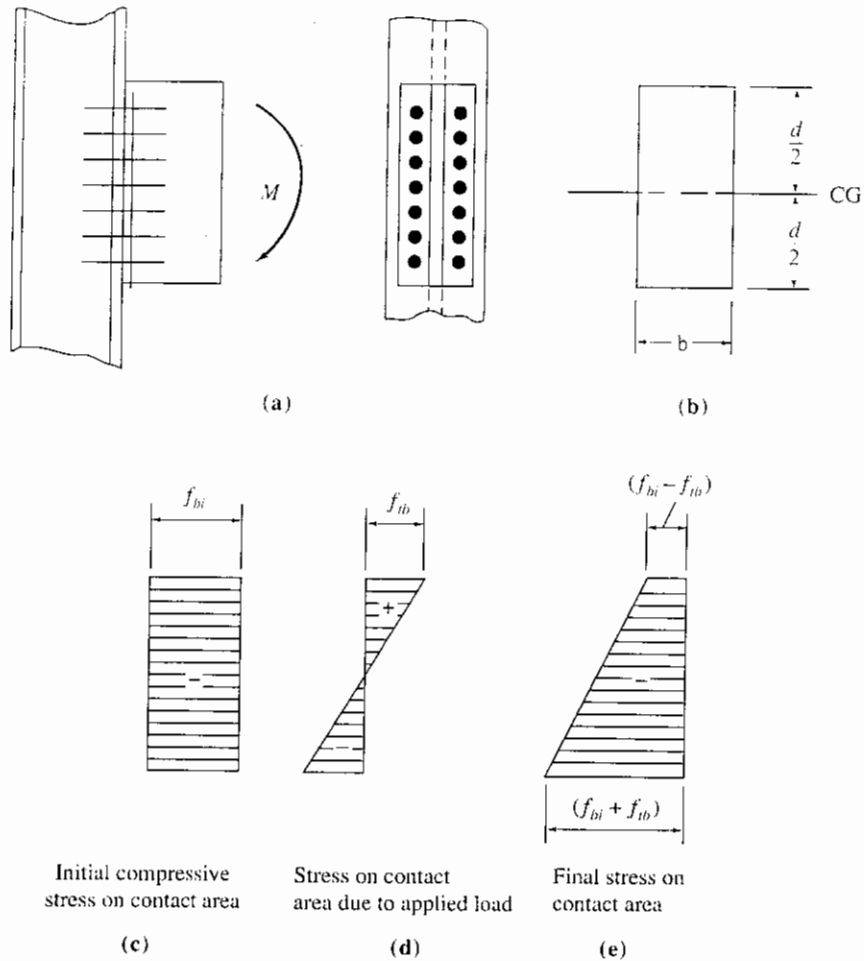 M
(a)
d
2
d
2
CG
b
(b)
f_bi
–
f_tb
+
–
(f_bi – f_tb)
–
(f_bi + f_tb)
Initial compressive
stress on contact area
(c)
Stress on contact
area due to applied load
(d)
Final stress on
contact area
(e)